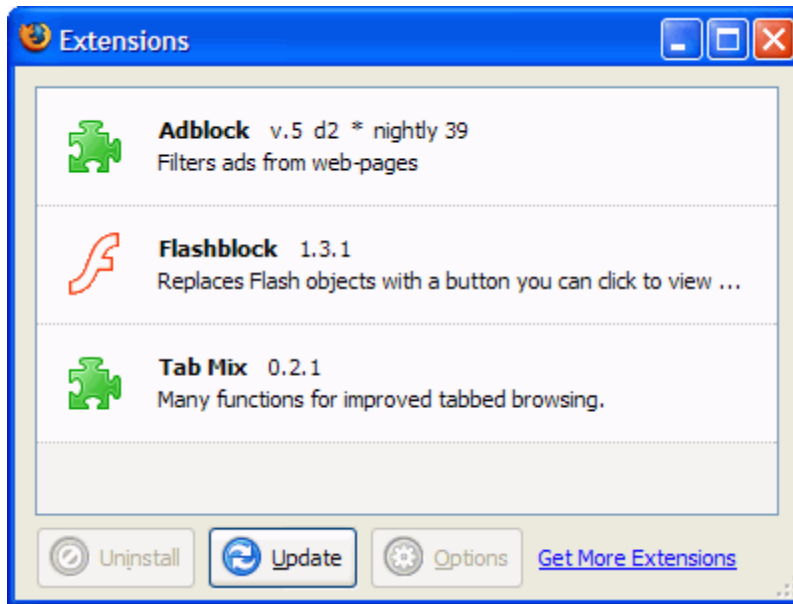 Extensions
Adblock v.5 d2 * nightly 39
Filters ads from web-pages
Flashblock 1.3.1
Replaces Flash objects with a button you can click to view ...
Tab Mix 0.2.1
Many functions for improved tabbed browsing.
Uninstall Update Options Get More Extensions